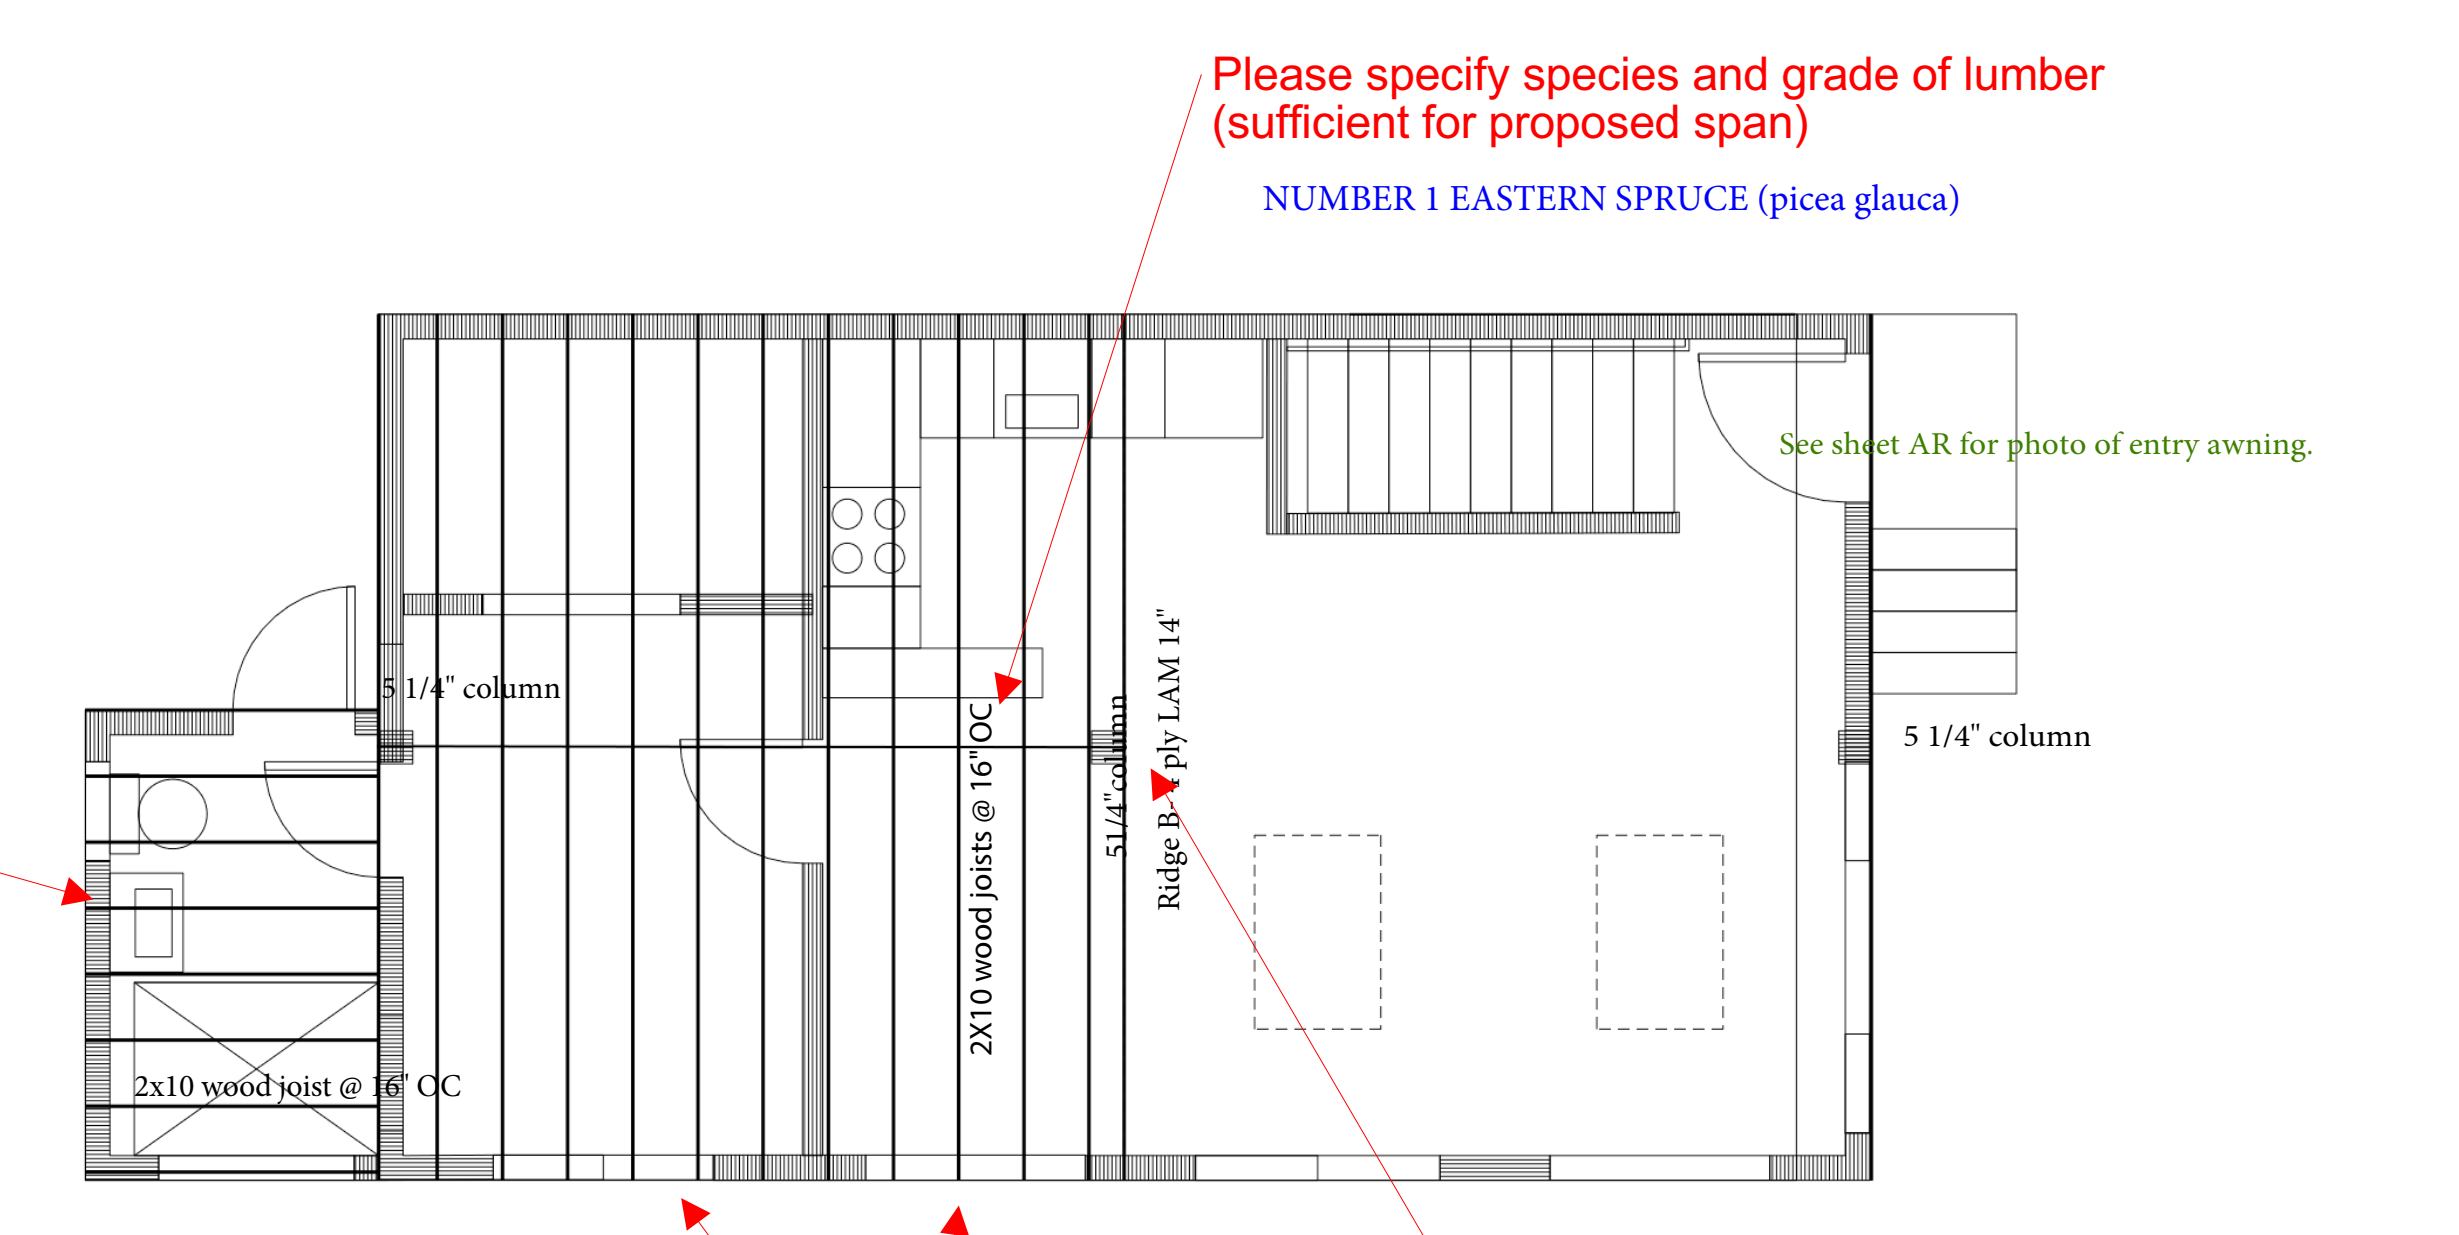 Please specify species and grade of lumber
(sufficient for proposed span)
NUMBER 1 EASTERN SPRUCE (picea glauca)
See sheet AR for photo of entry awning.
5 1/4" column
2X10 wood joists @ 16" OC
51/4"column
Ridge B- 4 ply LAM 14"
5 1/4" column
2x10 wood joist @ 16" OC